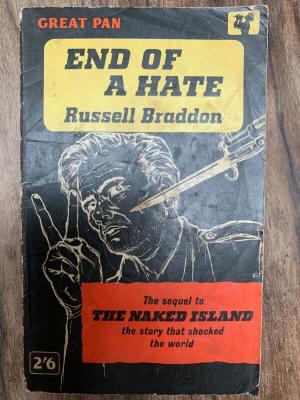 GREAT PAN
END OF
A HATE
Russell Braddon
The sequel to
THE NAKED ISLAND
the story that shocked
the world
2'6